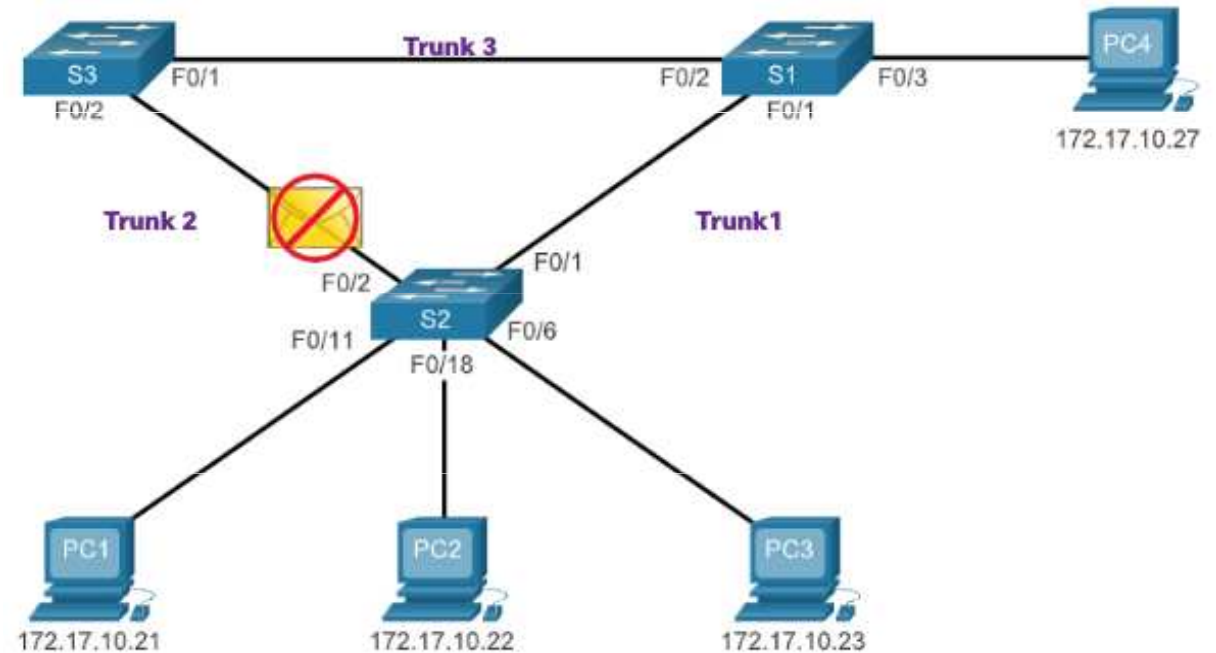 Trunk 3
PC4
S3
F0/1
F0/2
S1
F0/3
F0/2
F0/1
172.17.10.27
Trunk 2
Trunk1
F0/1
F0/2
S2
F0/6
F0/11
F0/18
PC1
PC2
PC3
172.17.10.21
172.17.10.22
172.17.10.23